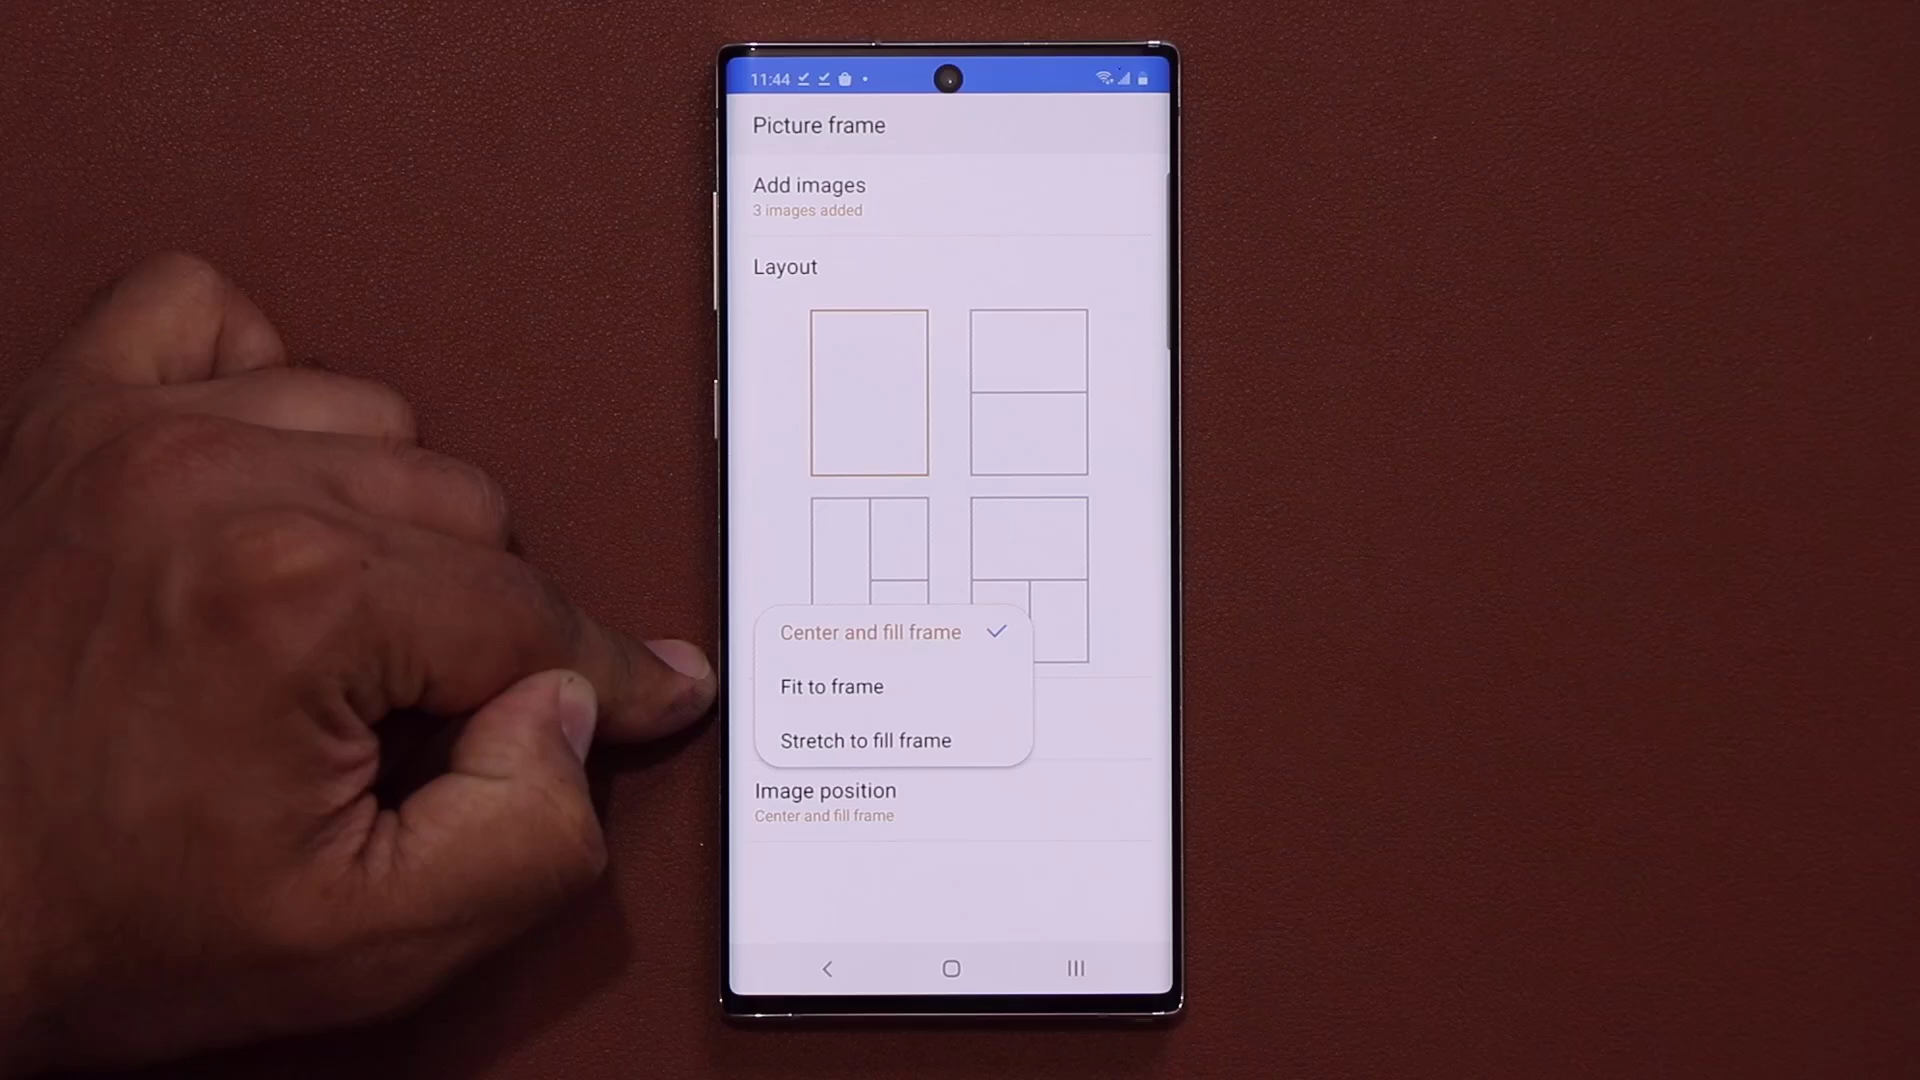 11:44
Picture frame
Add images
3 images added
Layout
Center and fill frame
Fit to frame
Stretch to fill frame
Image position
Center and fill frame